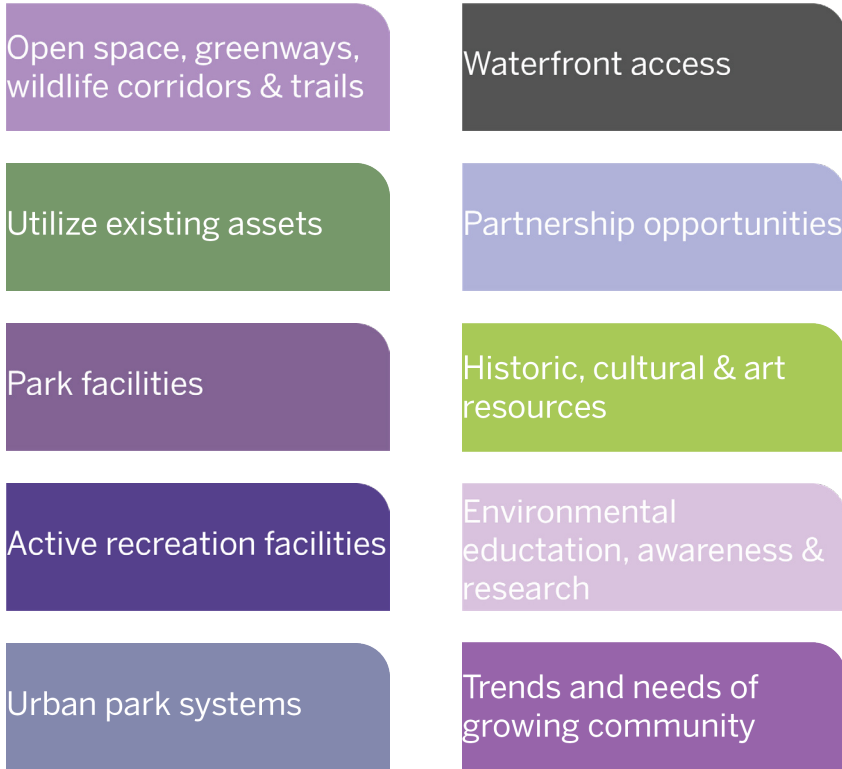 Open space, greenways,
wildlife corridors & trails
Utilize existing assets
Park facilities
Active recreation facilities
Urban park systems
Waterfront access
Partnership opportunities
Historic, cultural & art
resources
Environmental
eductation, awareness &
research
Trends and needs of
growing community